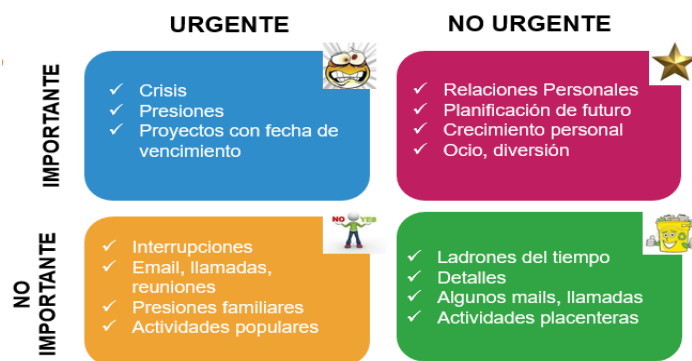 URGENTE
NO URGENTE
IMPORTANTE
✓ Crisis
✓ Presiones
✓ Proyectos con fecha de
vencimiento
✓ Relaciones Personales
✓ Planificación de futuro
✓ Crecimiento personal
✓ Ocio, diversión
NO
IMPORTANTE
NO YES
✓ Interrupciones
✓ Email, llamadas,
reuniones
✓ Presiones familiares
✓ Actividades populares
✓ Ladrones del tiempo
✓ Detalles
✓ Algunos mails, llamadas
✓ Actividades placenteras